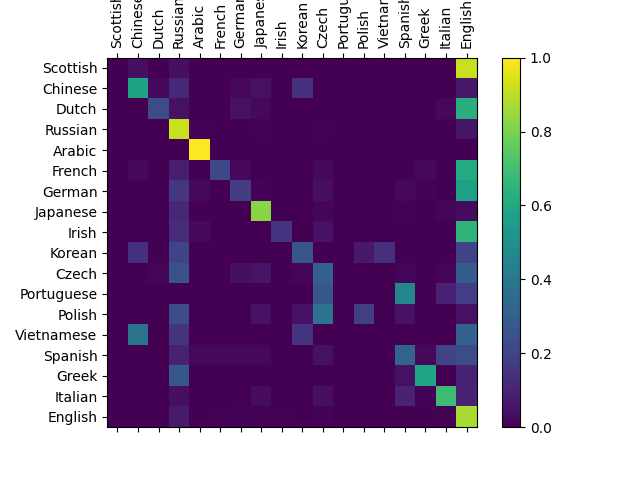 Scottish
Chinese
Dutch
Russian
Arabic
French
German
Japanese
Irish
Korean
Czech
Portugu
Polish
Vietnam
Spanish
Greek
Italian
English
Scottish
Chinese
Dutch
Russian
Arabic
French
German
Japanese
Irish
Korean
Czech
Portuguese
Polish
Vietnamese
Spanish
Greek
Italian
English
1.0
0.8
0.6
0.4
0.2
0.0